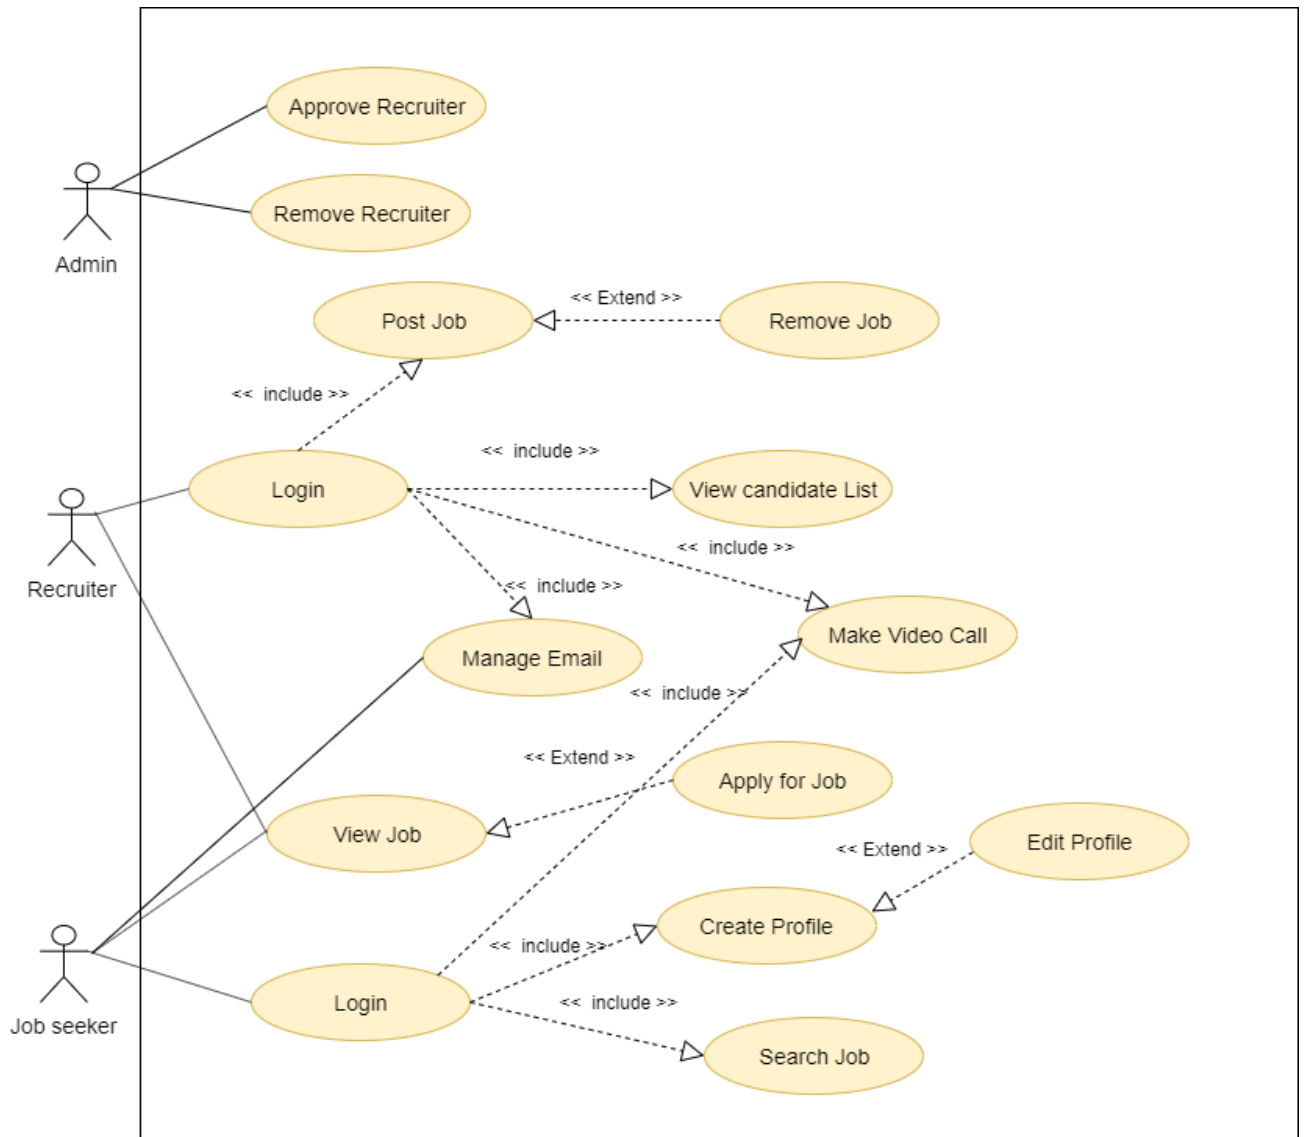 Approve Recruiter
Remove Recruiter
Admin
<< Extend >>
Post Job
Remove Job
<<  include >>
<<  include >>
Login
View candidate List
<<  include >>
Recruiter
<<  include >>
Make Video Call
Manage Email
<<  include >>
<< Extend >>
Apply for Job
View Job
Edit Profile
<< Extend >>
Create Profile
<<  include >>
Login
<<  include >>
Job seeker
Search Job